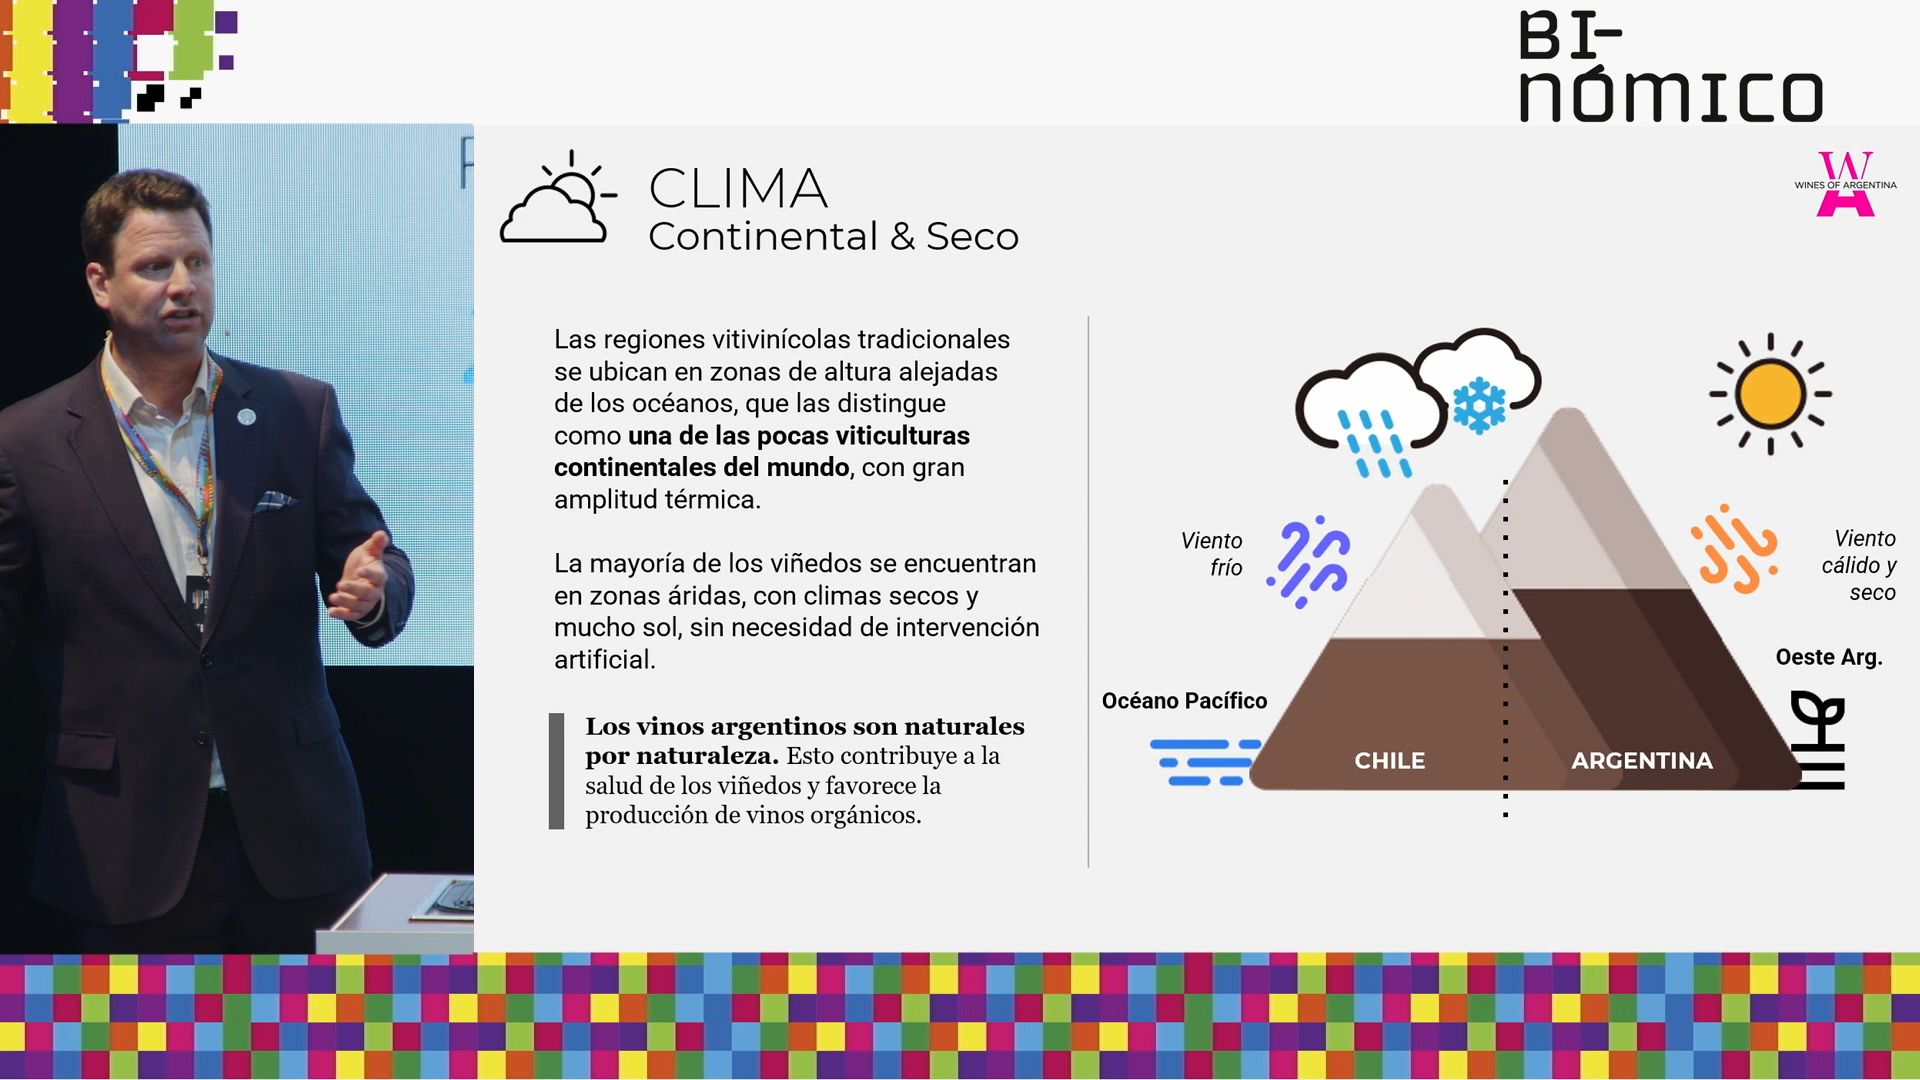 BI-
NÓMICO
WINES OF ARGENTINA
CLIMA
Continental & Seco
Las regiones vitivinícolas tradicionales
se ubican en zonas de altura alejadas
de los océanos, que las distingue
como una de las pocas viticulturas
continentales del mundo, con gran
amplitud térmica.
La mayoría de los viñedos se encuentran
en zonas áridas, con climas secos y
mucho sol, sin necesidad de intervención
artificial.
Los vinos argentinos son naturales
por naturaleza. Esto contribuye a la
salud de los viñedos y favorece la
producción de vinos orgánicos.
Viento
frío
Viento
cálido y
seco
Oeste Arg.
Océano Pacífico
CHILE
ARGENTINA